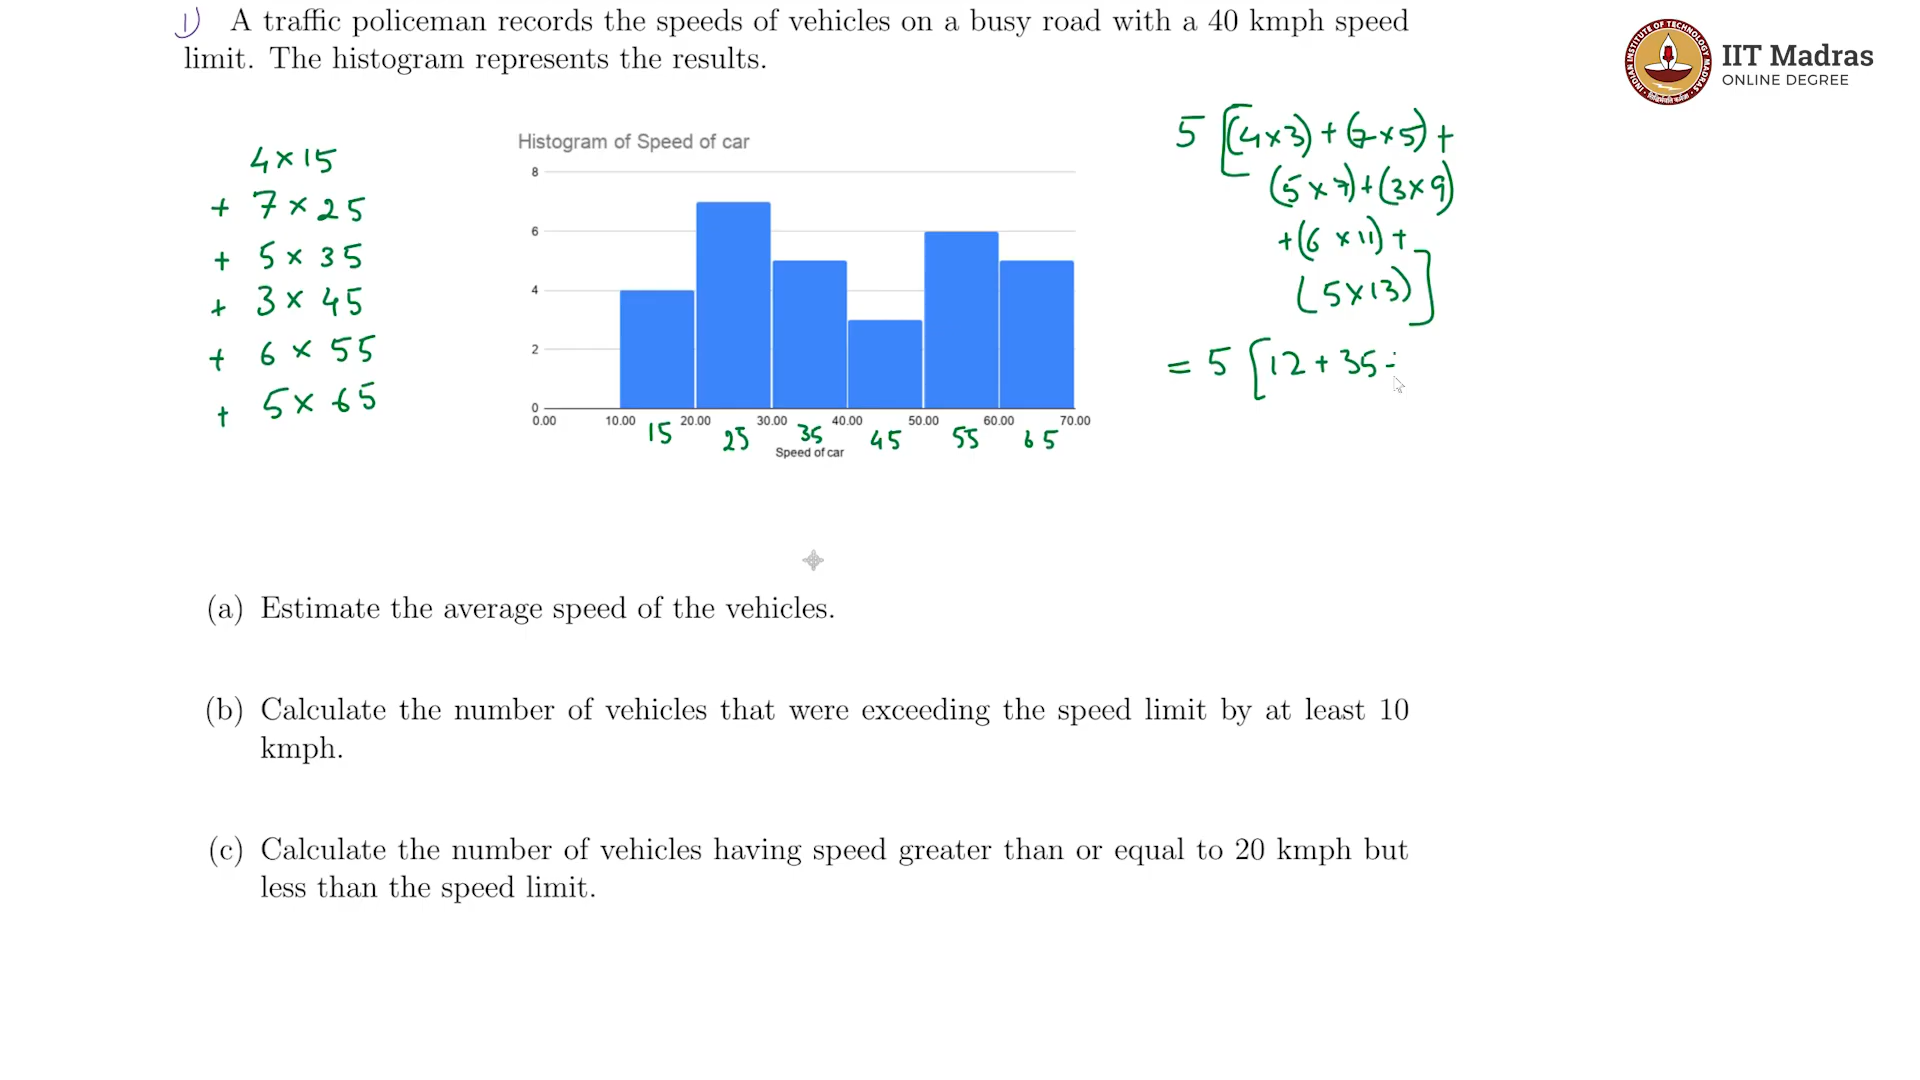 1) A traffic policeman records the speeds of vehicles on a busy road with a 40 kmph speed
limit. The histogram represents the results.
IIT Madras
ONLINE DEGREE
INDIAN INSTITUTE OF TECHNOLOGY MADRAS
4 × 15
+ 7 × 25
+ 5 × 35
+ 3 × 45
+ 6 × 55
+ 5 × 65
Histogram of Speed of car
8
6
4
2
0
0.00 10.00 20.00 30.00 40.00 50.00 60.00 70.00
15 25 35 45 55 65
Speed of car
5 [(4×3) + (7×5) +
(5×7) + (3×9)
+ (6×11) +
(5×13)]
= 5 [12 + 35
(a) Estimate the average speed of the vehicles.
(b) Calculate the number of vehicles that were exceeding the speed limit by at least 10
kmph.
(c) Calculate the number of vehicles having speed greater than or equal to 20 kmph but
less than the speed limit.